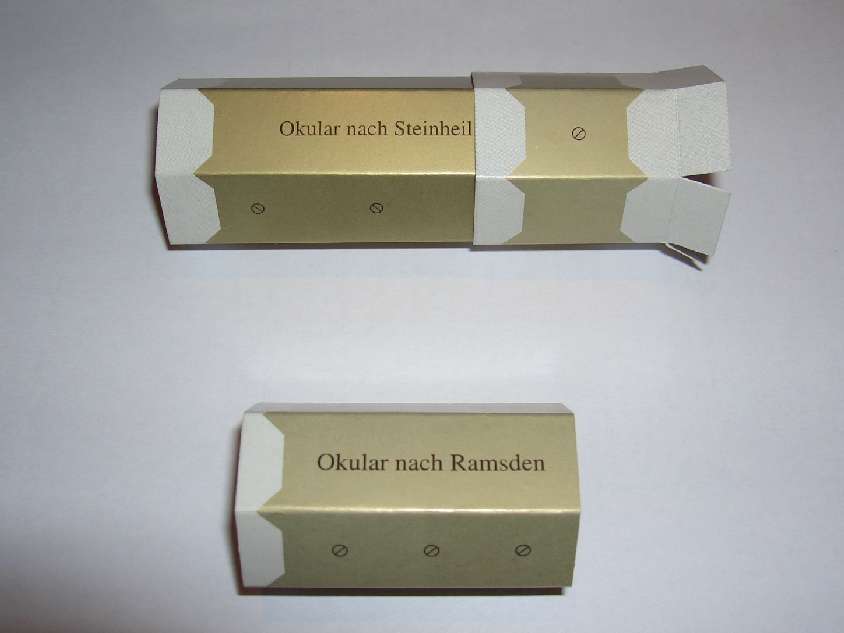 Okular nach Steinheil
Okular nach Ramsden